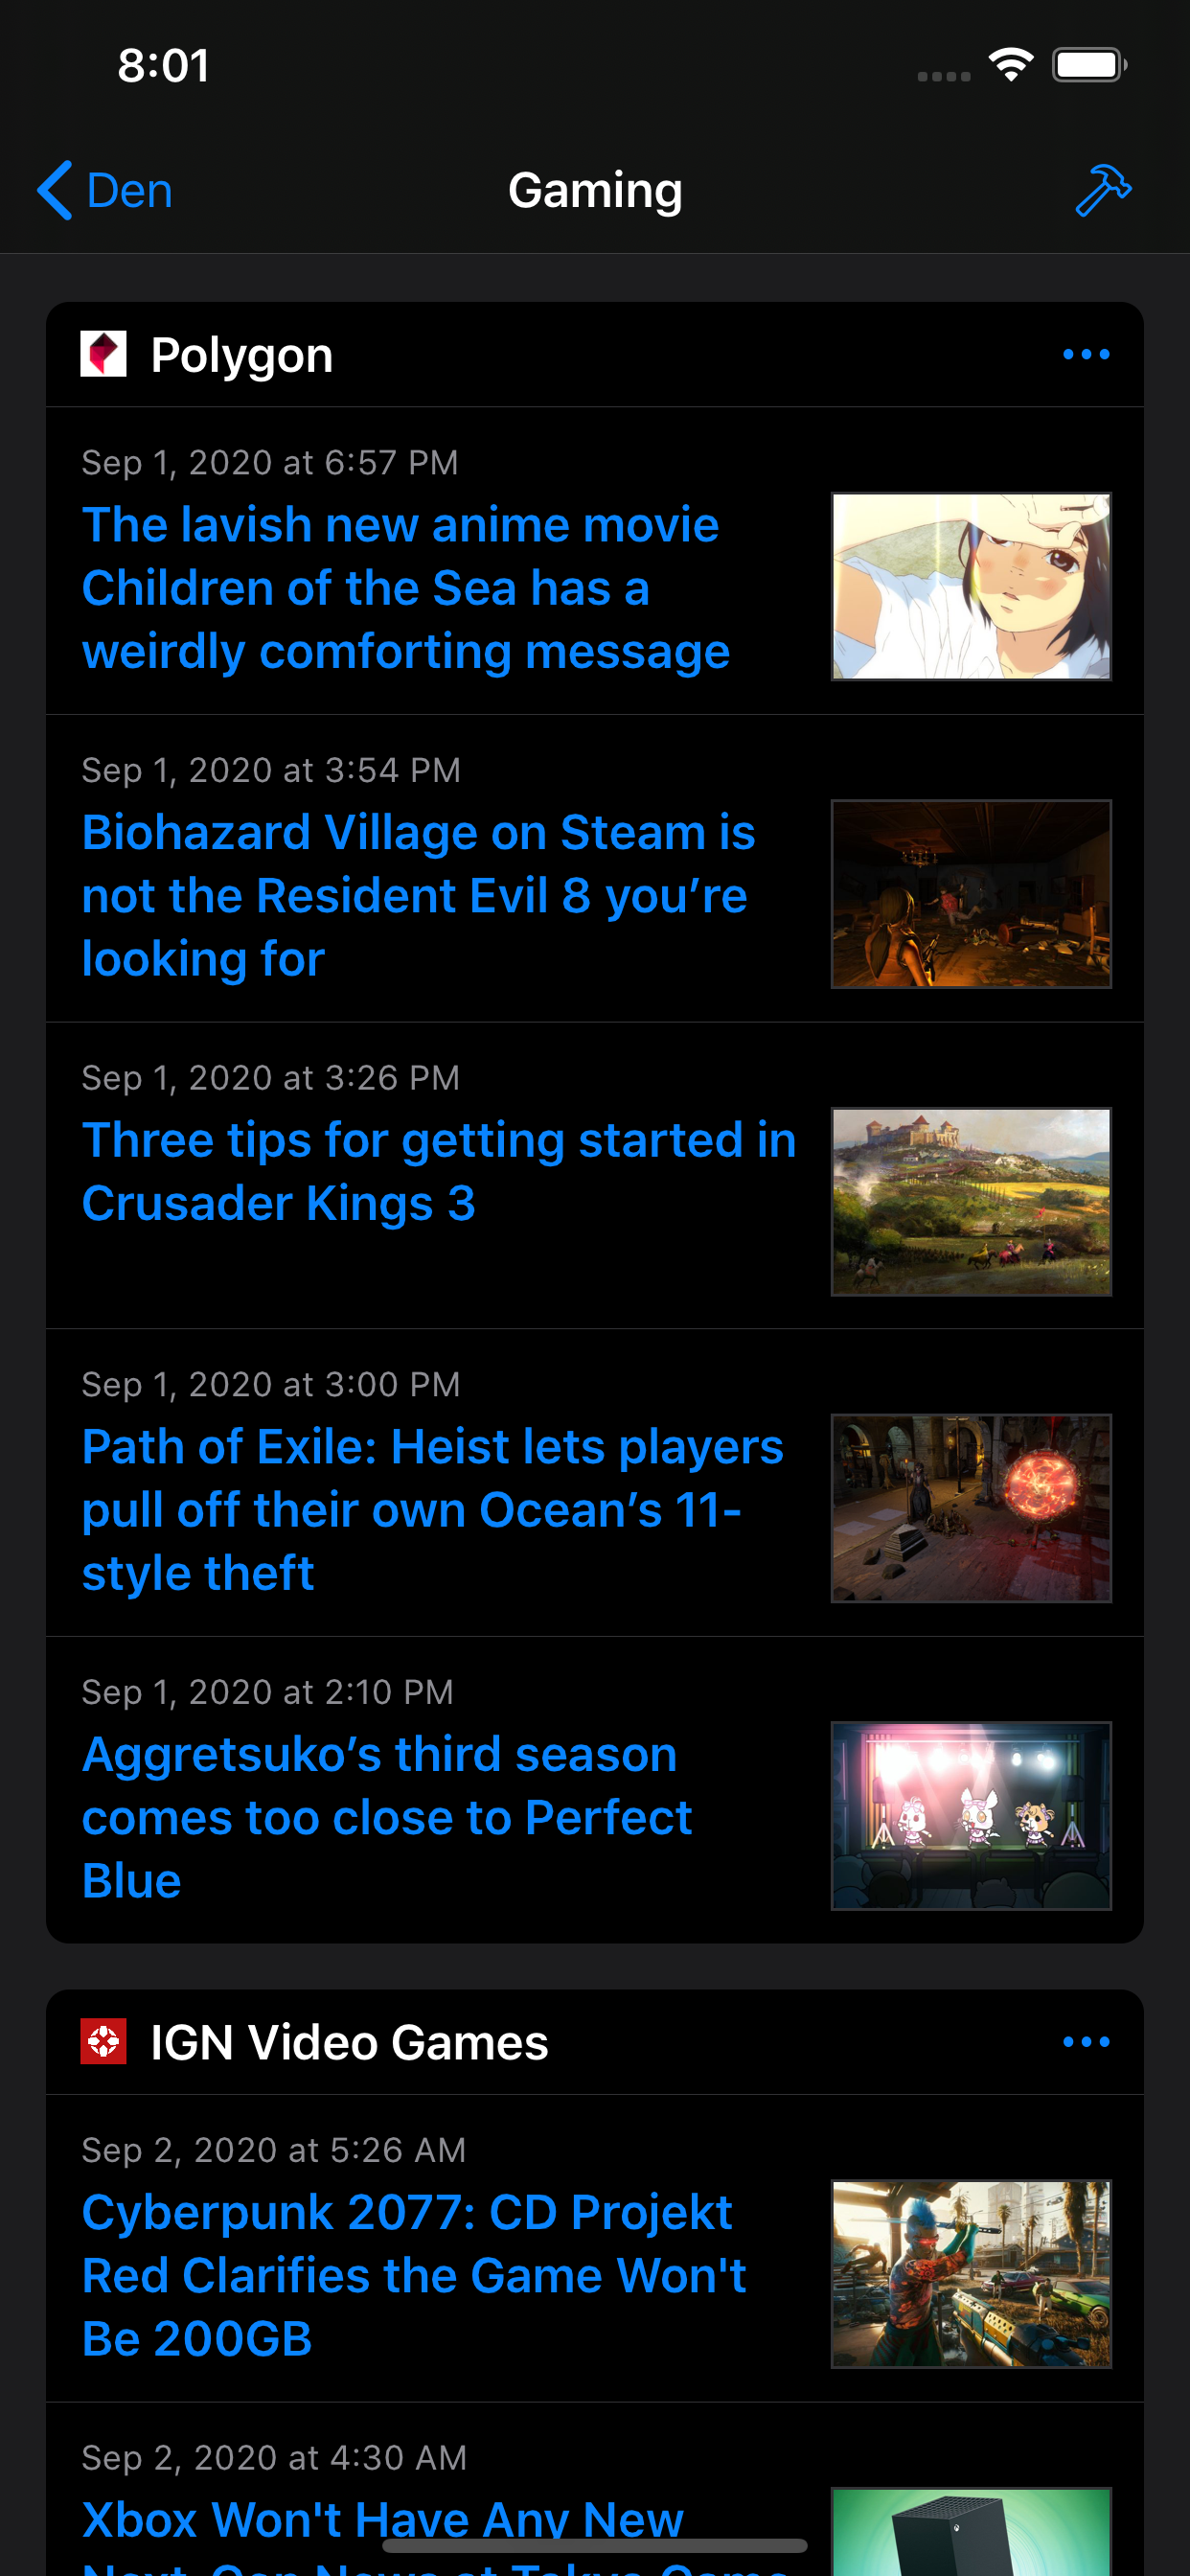 8:01
Den
Gaming
Polygon
Sep 1, 2020 at 6:57 PM
The lavish new anime movie
Children of the Sea has a
weirdly comforting message
Sep 1, 2020 at 3:54 PM
Biohazard Village on Steam is
not the Resident Evil 8 you’re
looking for
Sep 1, 2020 at 3:26 PM
Three tips for getting started in
Crusader Kings 3
Sep 1, 2020 at 3:00 PM
Path of Exile: Heist lets players
pull off their own Ocean’s 11-
style theft
Sep 1, 2020 at 2:10 PM
Aggretsuko’s third season
comes too close to Perfect
Blue
IGN Video Games
Sep 2, 2020 at 5:26 AM
Cyberpunk 2077: CD Projekt
Red Clarifies the Game Won't
Be 200GB
Sep 2, 2020 at 4:30 AM
Xbox Won't Have Any New
Next-Gen News at Tokyo Game